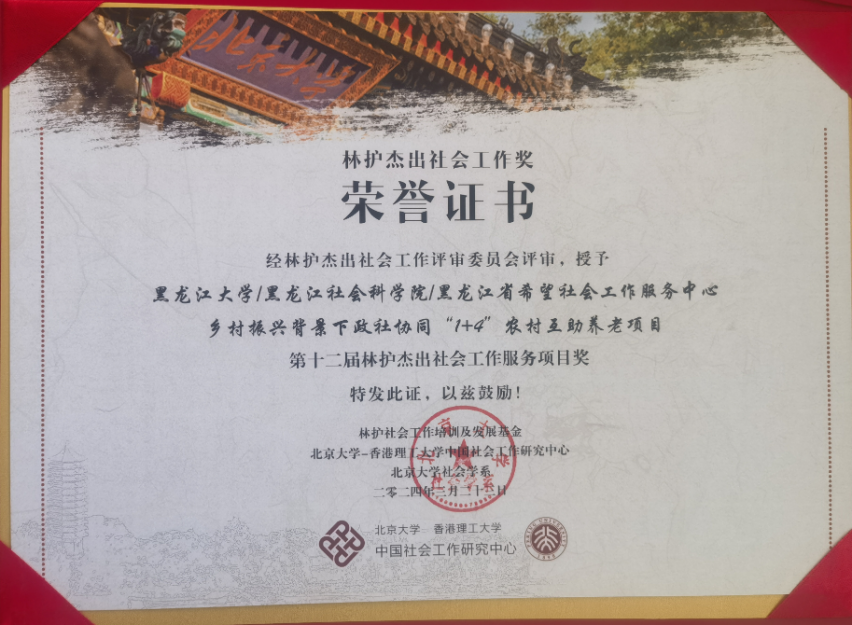 北京大学
林护杰出社会工作奖
荣誉证书
经林护杰出社会工作评审委员会评审，授予
黑龙江大学/黑龙江社会科学院/黑龙江省希望社会工作服务中心
乡村振兴背景下政社协同“1+4”农村互助养老项目
第十二届林护杰出社会工作服务项目奖
特发此证，以兹鼓励！
林护社会工作培训及发展基金
北京大学-香港理工大学中国社会工作研究中心
北京大学社会学系
二零二四年三月二十二日
北京大学 香港理工大学
中国社会工作研究中心